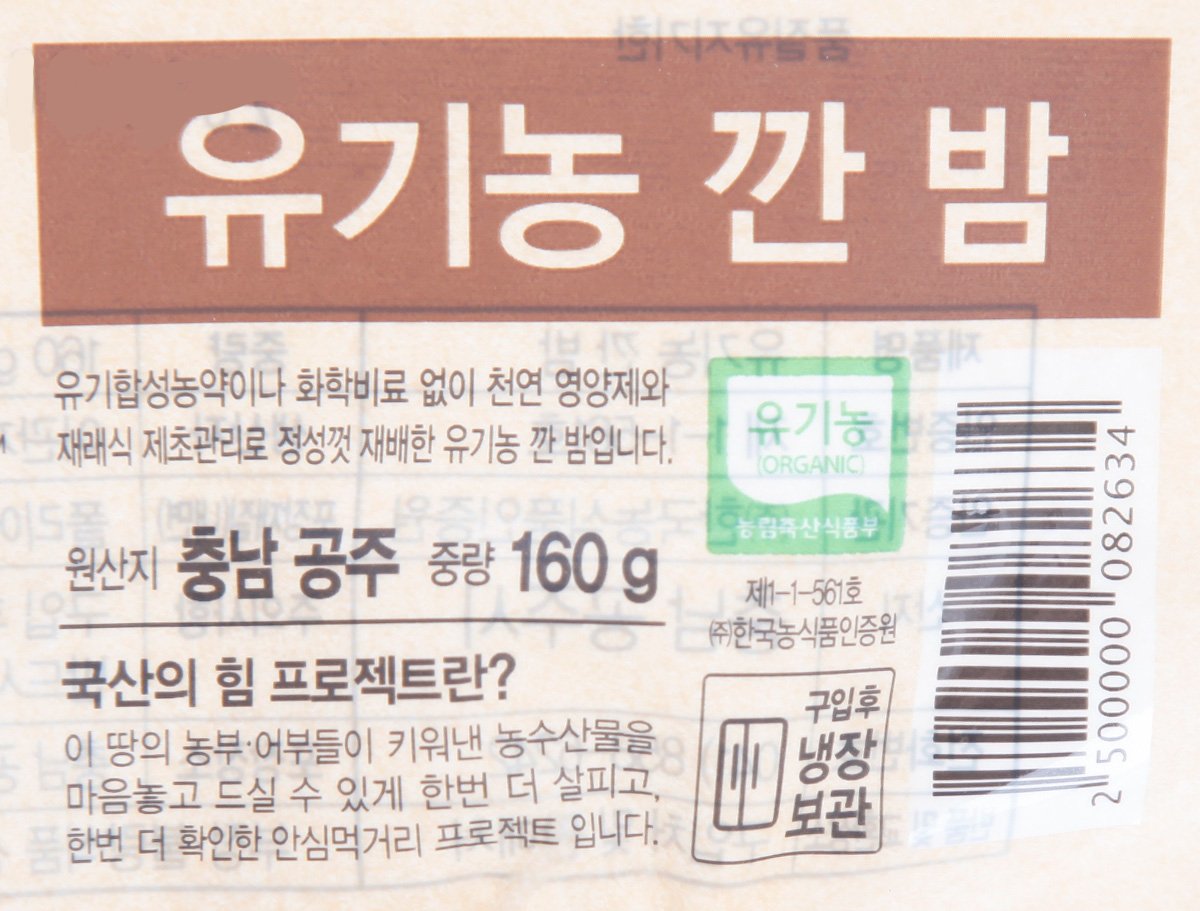 유기농 깐 밤
유기합성농약이나 화학비료 없이 천연 영양제와
재래식 제초관리로 정성껏 재배한 유기농 깐 밤입니다.
원산지 충남 공주 중량 160 g
국산의 힘 프로젝트란?
이 땅의 농부·어부들이 키워낸 농수산물을
마음놓고 드실 수 있게 한번 더 살피고,
한번 더 확인한 안심먹거리 프로젝트 입니다.
유기농
(ORGANIC)
농림축산식품부
제1-1-561호
㈜한국농식품인증원
구입후
냉장
보관
2 500000 082634